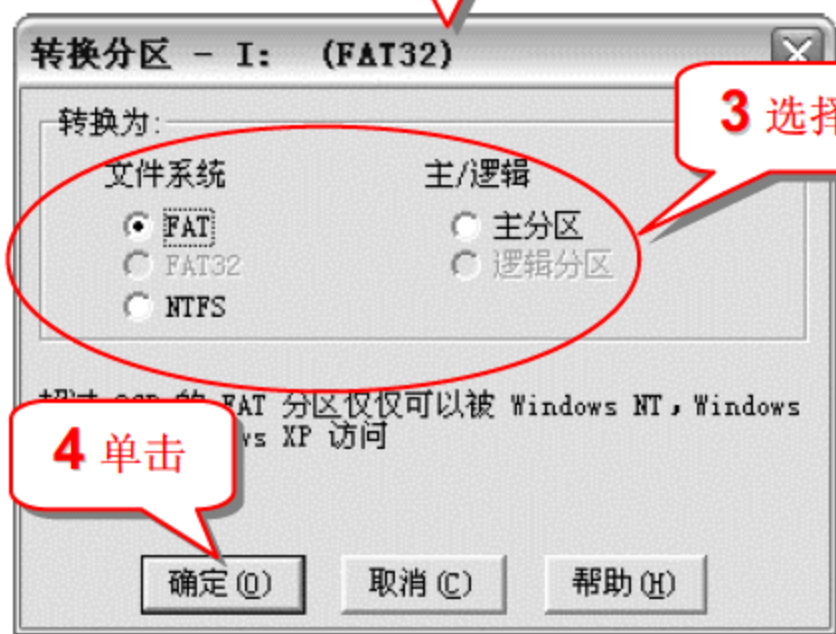 转换分区 - I: (FAT32)
3 选择
转换为:
文件系统 主/逻辑
FAT 主分区
FAT32 逻辑分区
NTFS
FAT 分区仅仅可以被 Windows NT, Windows
XP 访问
4 单击
确定(O) 取消(C) 帮助(H)